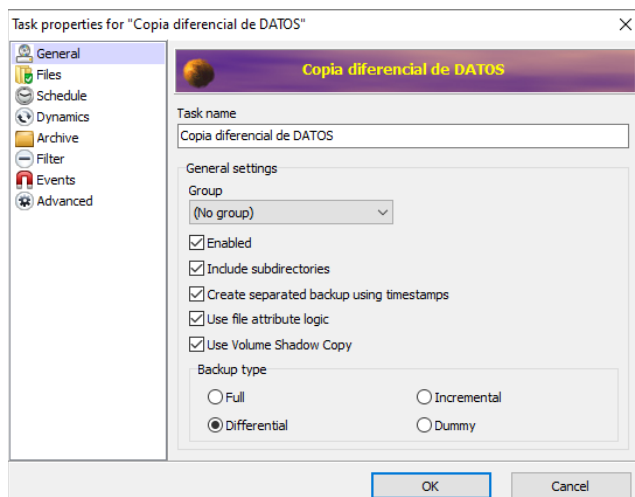 Task properties for "Copia diferencial de DATOS"
General
Files
Schedule
Dynamics
Archive
Filter
Events
Advanced
Copia diferencial de DATOS
Task name
Copia diferencial de DATOS
General settings
Group
(No group)
Enabled
Include subdirectories
Create separated backup using timestamps
Use file attribute logic
Use Volume Shadow Copy
Backup type
Full
Incremental
Differential
Dummy
OK
Cancel